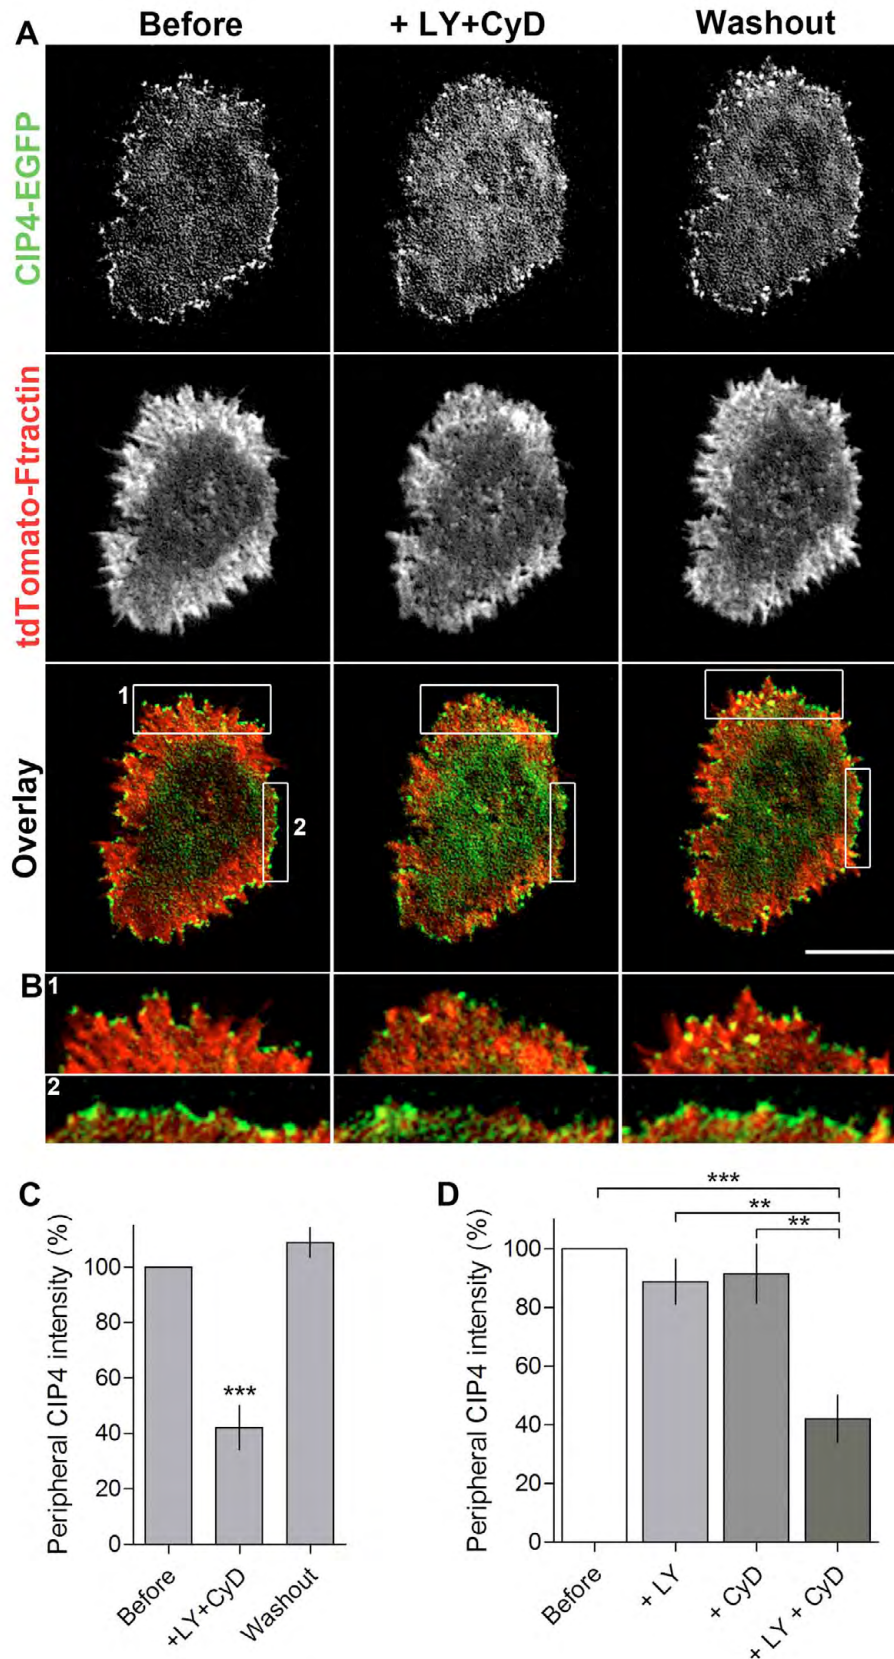 A
Before
+ LY+CyD
Washout
CIP4-EGFP
tdTomato-Ftractin
Overlay
1
2
B
1
2
C
Peripheral CIP4 intensity (%)
100
80
60
40
20
0
***
Before
+LY+CyD
Washout
D
Peripheral CIP4 intensity (%)
100
80
60
40
20
0
***
**
**
Before
+ LY
+ CyD
+ LY + CyD